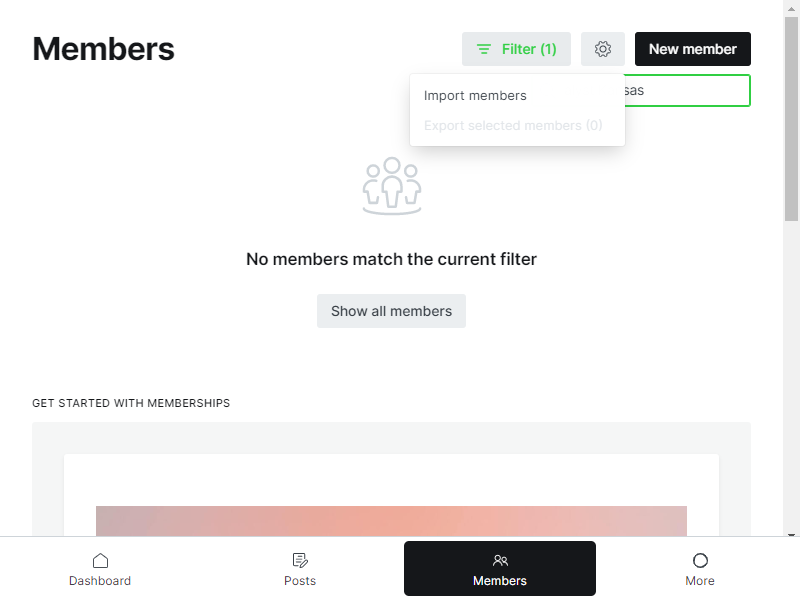 Members
Filter (1)
New member
Import members
Export selected members (0)
No members match the current filter
Show all members
GET STARTED WITH MEMBERSHIPS
Dashboard
Posts
Members
More